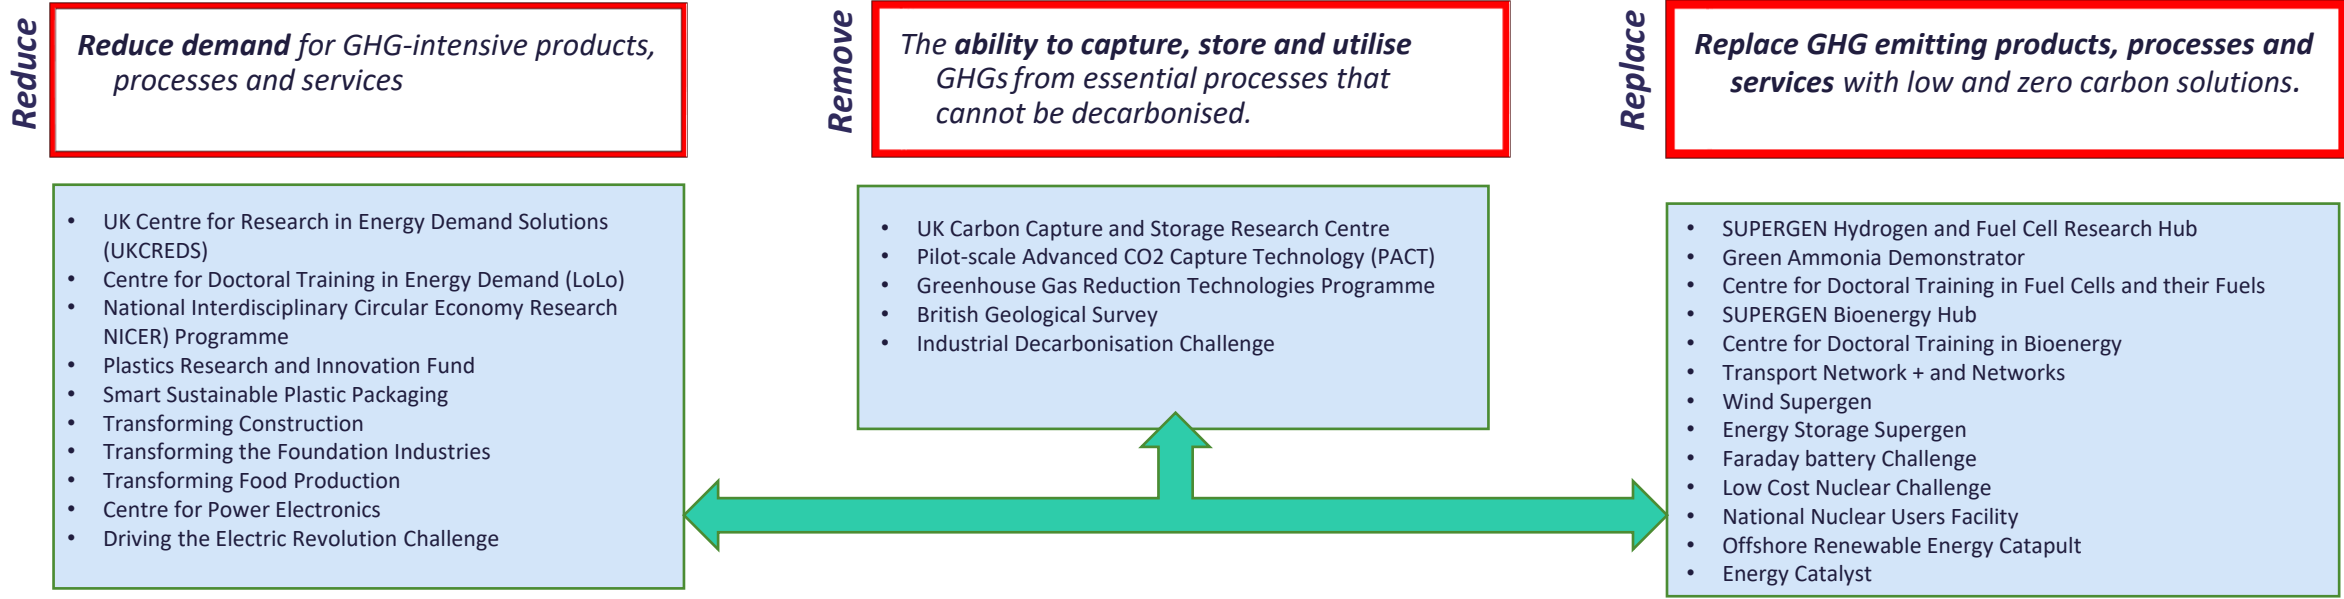 Reduce
Reduce demand for GHG-intensive products,
processes and services
• UK Centre for Research in Energy Demand Solutions
(UKCREDS)
• Centre for Doctoral Training in Energy Demand (LoLo)
• National Interdisciplinary Circular Economy Research
NICER) Programme
• Plastics Research and Innovation Fund
• Smart Sustainable Plastic Packaging
• Transforming Construction
• Transforming the Foundation Industries
• Transforming Food Production
• Centre for Power Electronics
• Driving the Electric Revolution Challenge
Remove
The ability to capture, store and utilise
GHGs from essential processes that
cannot be decarbonised.
• UK Carbon Capture and Storage Research Centre
• Pilot-scale Advanced CO2 Capture Technology (PACT)
• Greenhouse Gas Reduction Technologies Programme
• British Geological Survey
• Industrial Decarbonisation Challenge
Replace
Replace GHG emitting products, processes and
services with low and zero carbon solutions.
• SUPERGEN Hydrogen and Fuel Cell Research Hub
• Green Ammonia Demonstrator
• Centre for Doctoral Training in Fuel Cells and their Fuels
• SUPERGEN Bioenergy Hub
• Centre for Doctoral Training in Bioenergy
• Transport Network + and Networks
• Wind Supergen
• Energy Storage Supergen
• Faraday battery Challenge
• Low Cost Nuclear Challenge
• National Nuclear Users Facility
• Offshore Renewable Energy Catapult
• Energy Catalyst